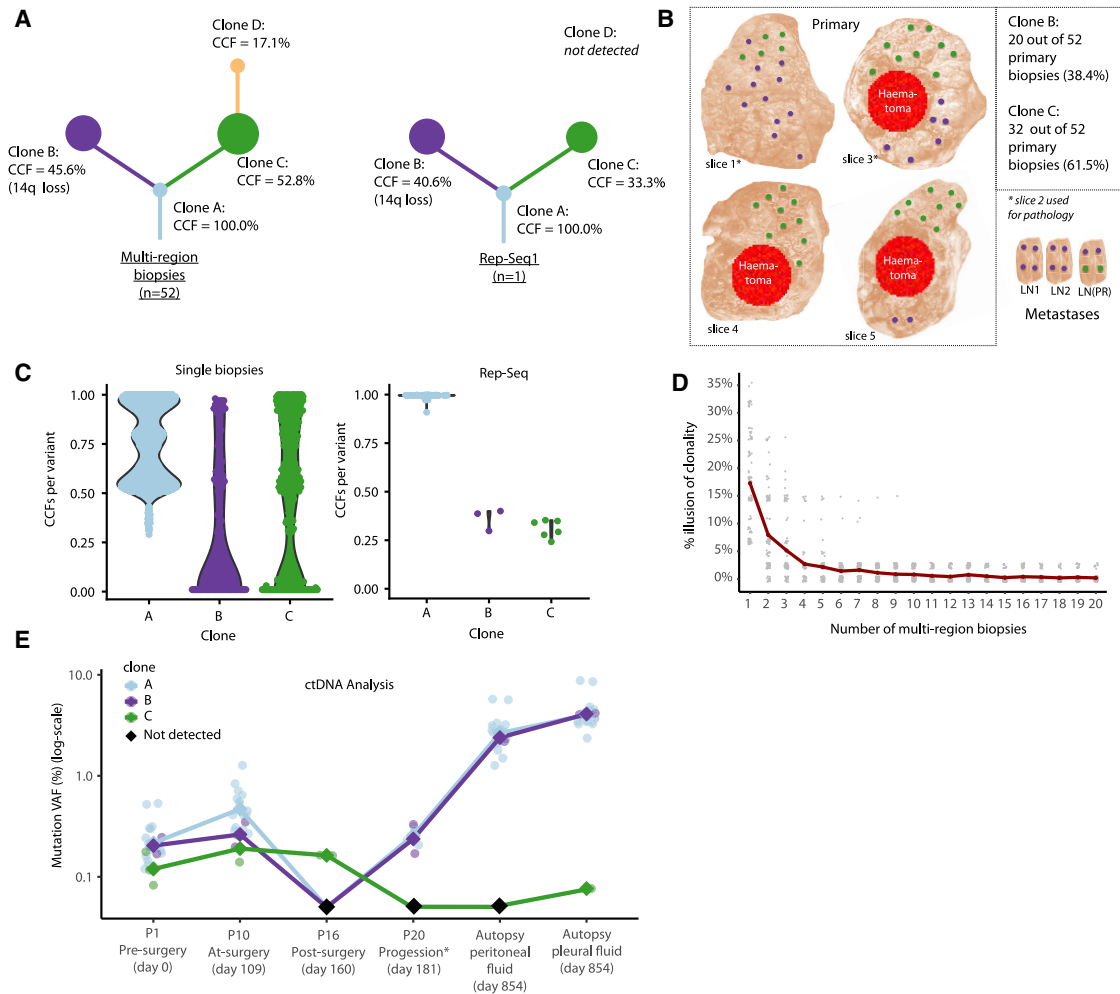 A
Clone D:
CCF = 17.1%
Clone B:
CCF = 45.6%
(14q loss)
Clone C:
CCF = 52.8%
Clone A:
CCF = 100.0%
Multi-region
biopsies
(n=52)
Clone D:
not detected
Clone B:
CCF = 40.6%
(14q loss)
Clone C:
CCF = 33.3%
Clone A:
CCF = 100.0%
Rep-Seq1
(n=1)
B
Primary
Haema-
toma
slice 1*
slice 3*
Haema-
toma
Haema-
toma
slice 4
slice 5
Clone B:
20 out of 52
primary
biopsies (38.4%)
Clone C:
32 out of 52
primary
biopsies (61.5%)
* slice 2 used
for pathology
LN1 LN2 LN(PR)
Metastases
C
Single biopsies
CCFs per variant
1.00
0.75
0.50
0.25
0.00
A B C
Clone
Rep-Seq
CCFs per variant
1.00
0.75
0.50
0.25
0.00
A B C
Clone
D
% illusion of clonality
35%
30%
25%
20%
15%
10%
5%
0%
1 2 3 4 5 6 7 8 9 10 11 12 13 14 15 16 17 18 19 20
Number of multi-region biopsies
E
ctDNA Analysis
clone
A
B
C
Not detected
Mutation VAF (%) (log-scale)
10.0
1.0
0.1
P1
Pre-surgery
(day 0)
P10
At-surgery
(day 109)
P16
Post-surgery
(day 160)
P20
Progession*
(day 181)
Autopsy
peritoneal
fluid
(day 854)
Autopsy
pleural fluid
(day 854)